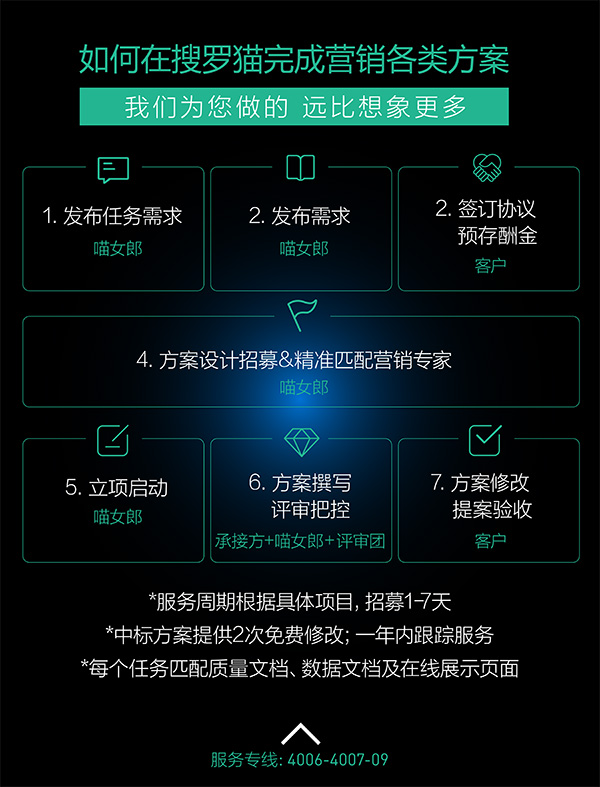 如何在搜罗猫完成营销各类方案
我们为您做的 远比想象更多
1. 发布任务需求
喵女郎
2. 发布需求
喵女郎
2. 签订协议
预存酬金
客户
4. 方案设计招募&精准匹配营销专家
喵女郎
5. 立项启动
喵女郎
6. 方案撰写
评审把控
承接方+喵女郎+评审团
7. 方案修改
提案验收
客户
*服务周期根据具体项目, 招募1-7天
*中标方案提供2次免费修改; 一年内跟踪服务
*每个任务匹配质量文档、数据文档及在线展示页面
服务专线: 4006-4007-09